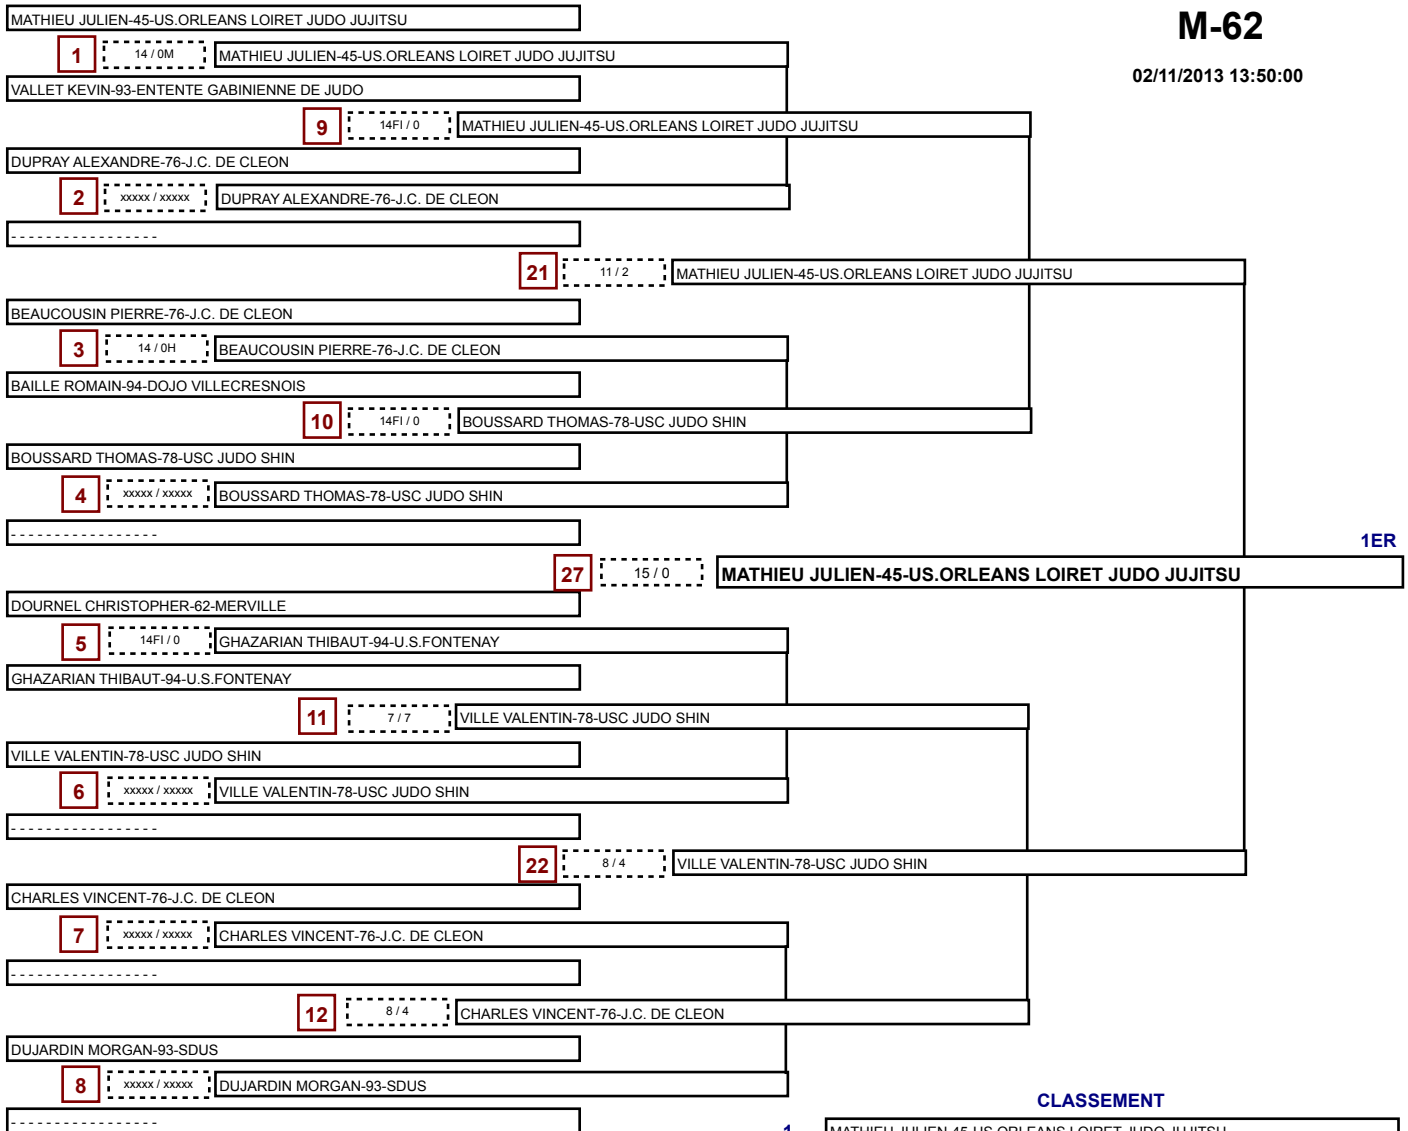 MATHIEU JULIEN-45-US.ORLEANS LOIRET JUDO JUJITSU
M-62
1 14 / 0M MATHIEU JULIEN-45-US.ORLEANS LOIRET JUDO JUJITSU
02/11/2013 13:50:00
VALLET KEVIN-93-ENTENTE GABINIENNE DE JUDO
9 14FI / 0 MATHIEU JULIEN-45-US.ORLEANS LOIRET JUDO JUJITSU
DUPRAY ALEXANDRE-76-J.C. DE CLEON
2 xxxxx / xxxxx DUPRAY ALEXANDRE-76-J.C. DE CLEON
- - - - - - - - - - - - - - - - -
21 11 / 2 MATHIEU JULIEN-45-US.ORLEANS LOIRET JUDO JUJITSU
BEAUCOUSIN PIERRE-76-J.C. DE CLEON
3 14 / 0H BEAUCOUSIN PIERRE-76-J.C. DE CLEON
BAILLE ROMAIN-94-DOJO VILLECRESNOIS
10 14FI / 0 BOUSSARD THOMAS-78-USC JUDO SHIN
BOUSSARD THOMAS-78-USC JUDO SHIN
4 xxxxx / xxxxx BOUSSARD THOMAS-78-USC JUDO SHIN
- - - - - - - - - - - - - - - - -
1ER
27 15 / 0 MATHIEU JULIEN-45-US.ORLEANS LOIRET JUDO JUJITSU
DOURNEL CHRISTOPHER-62-MERVILLE
5 14FI / 0 GHAZARIAN THIBAUT-94-U.S.FONTENAY
GHAZARIAN THIBAUT-94-U.S.FONTENAY
11 7 / 7 VILLE VALENTIN-78-USC JUDO SHIN
VILLE VALENTIN-78-USC JUDO SHIN
6 xxxxx / xxxxx VILLE VALENTIN-78-USC JUDO SHIN
- - - - - - - - - - - - - - - - -
22 8 / 4 VILLE VALENTIN-78-USC JUDO SHIN
CHARLES VINCENT-76-J.C. DE CLEON
7 xxxxx / xxxxx CHARLES VINCENT-76-J.C. DE CLEON
- - - - - - - - - - - - - - - - -
12 8 / 4 CHARLES VINCENT-76-J.C. DE CLEON
DUJARDIN MORGAN-93-SDUS
8 xxxxx / xxxxx DUJARDIN MORGAN-93-SDUS
CLASSEMENT
- - - - - - - - - - - - - - - - -
1 MATHIEU JULIEN-45-US.ORLEANS LOIRET JUDO JUJITSU